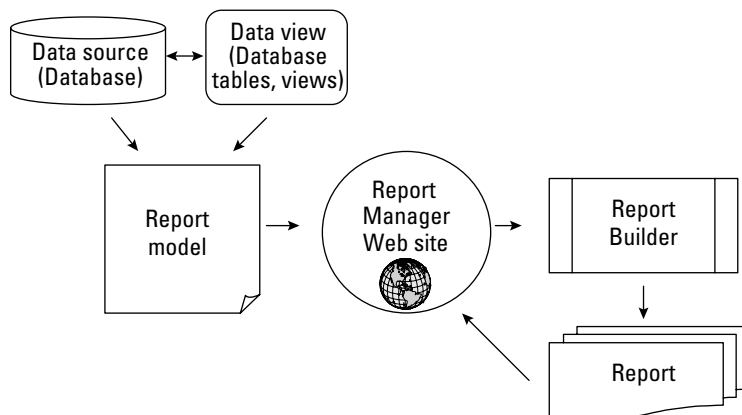 Data source
(Database)
Data view
(Database
tables, views)
Report
model
Report
Manager
Web site
Report
Builder
Report